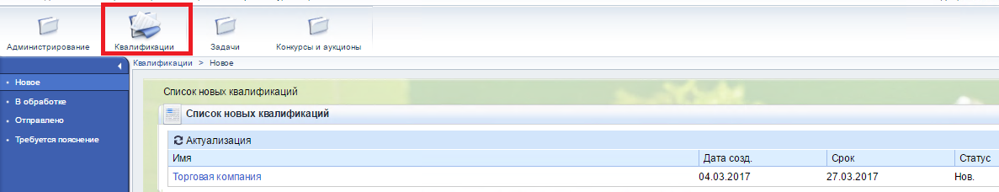 Администрирование Квалификации Задачи Конкурсы и аукционы
Квалификации > Новое
• Новое
• В обработке
• Отправлено
• Требуется пояснение
Список новых квалификаций
Список новых квалификаций
Актуализация
Имя Дата созд. Срок Статус
Торговая компания 04.03.2017 27.03.2017 Нов.